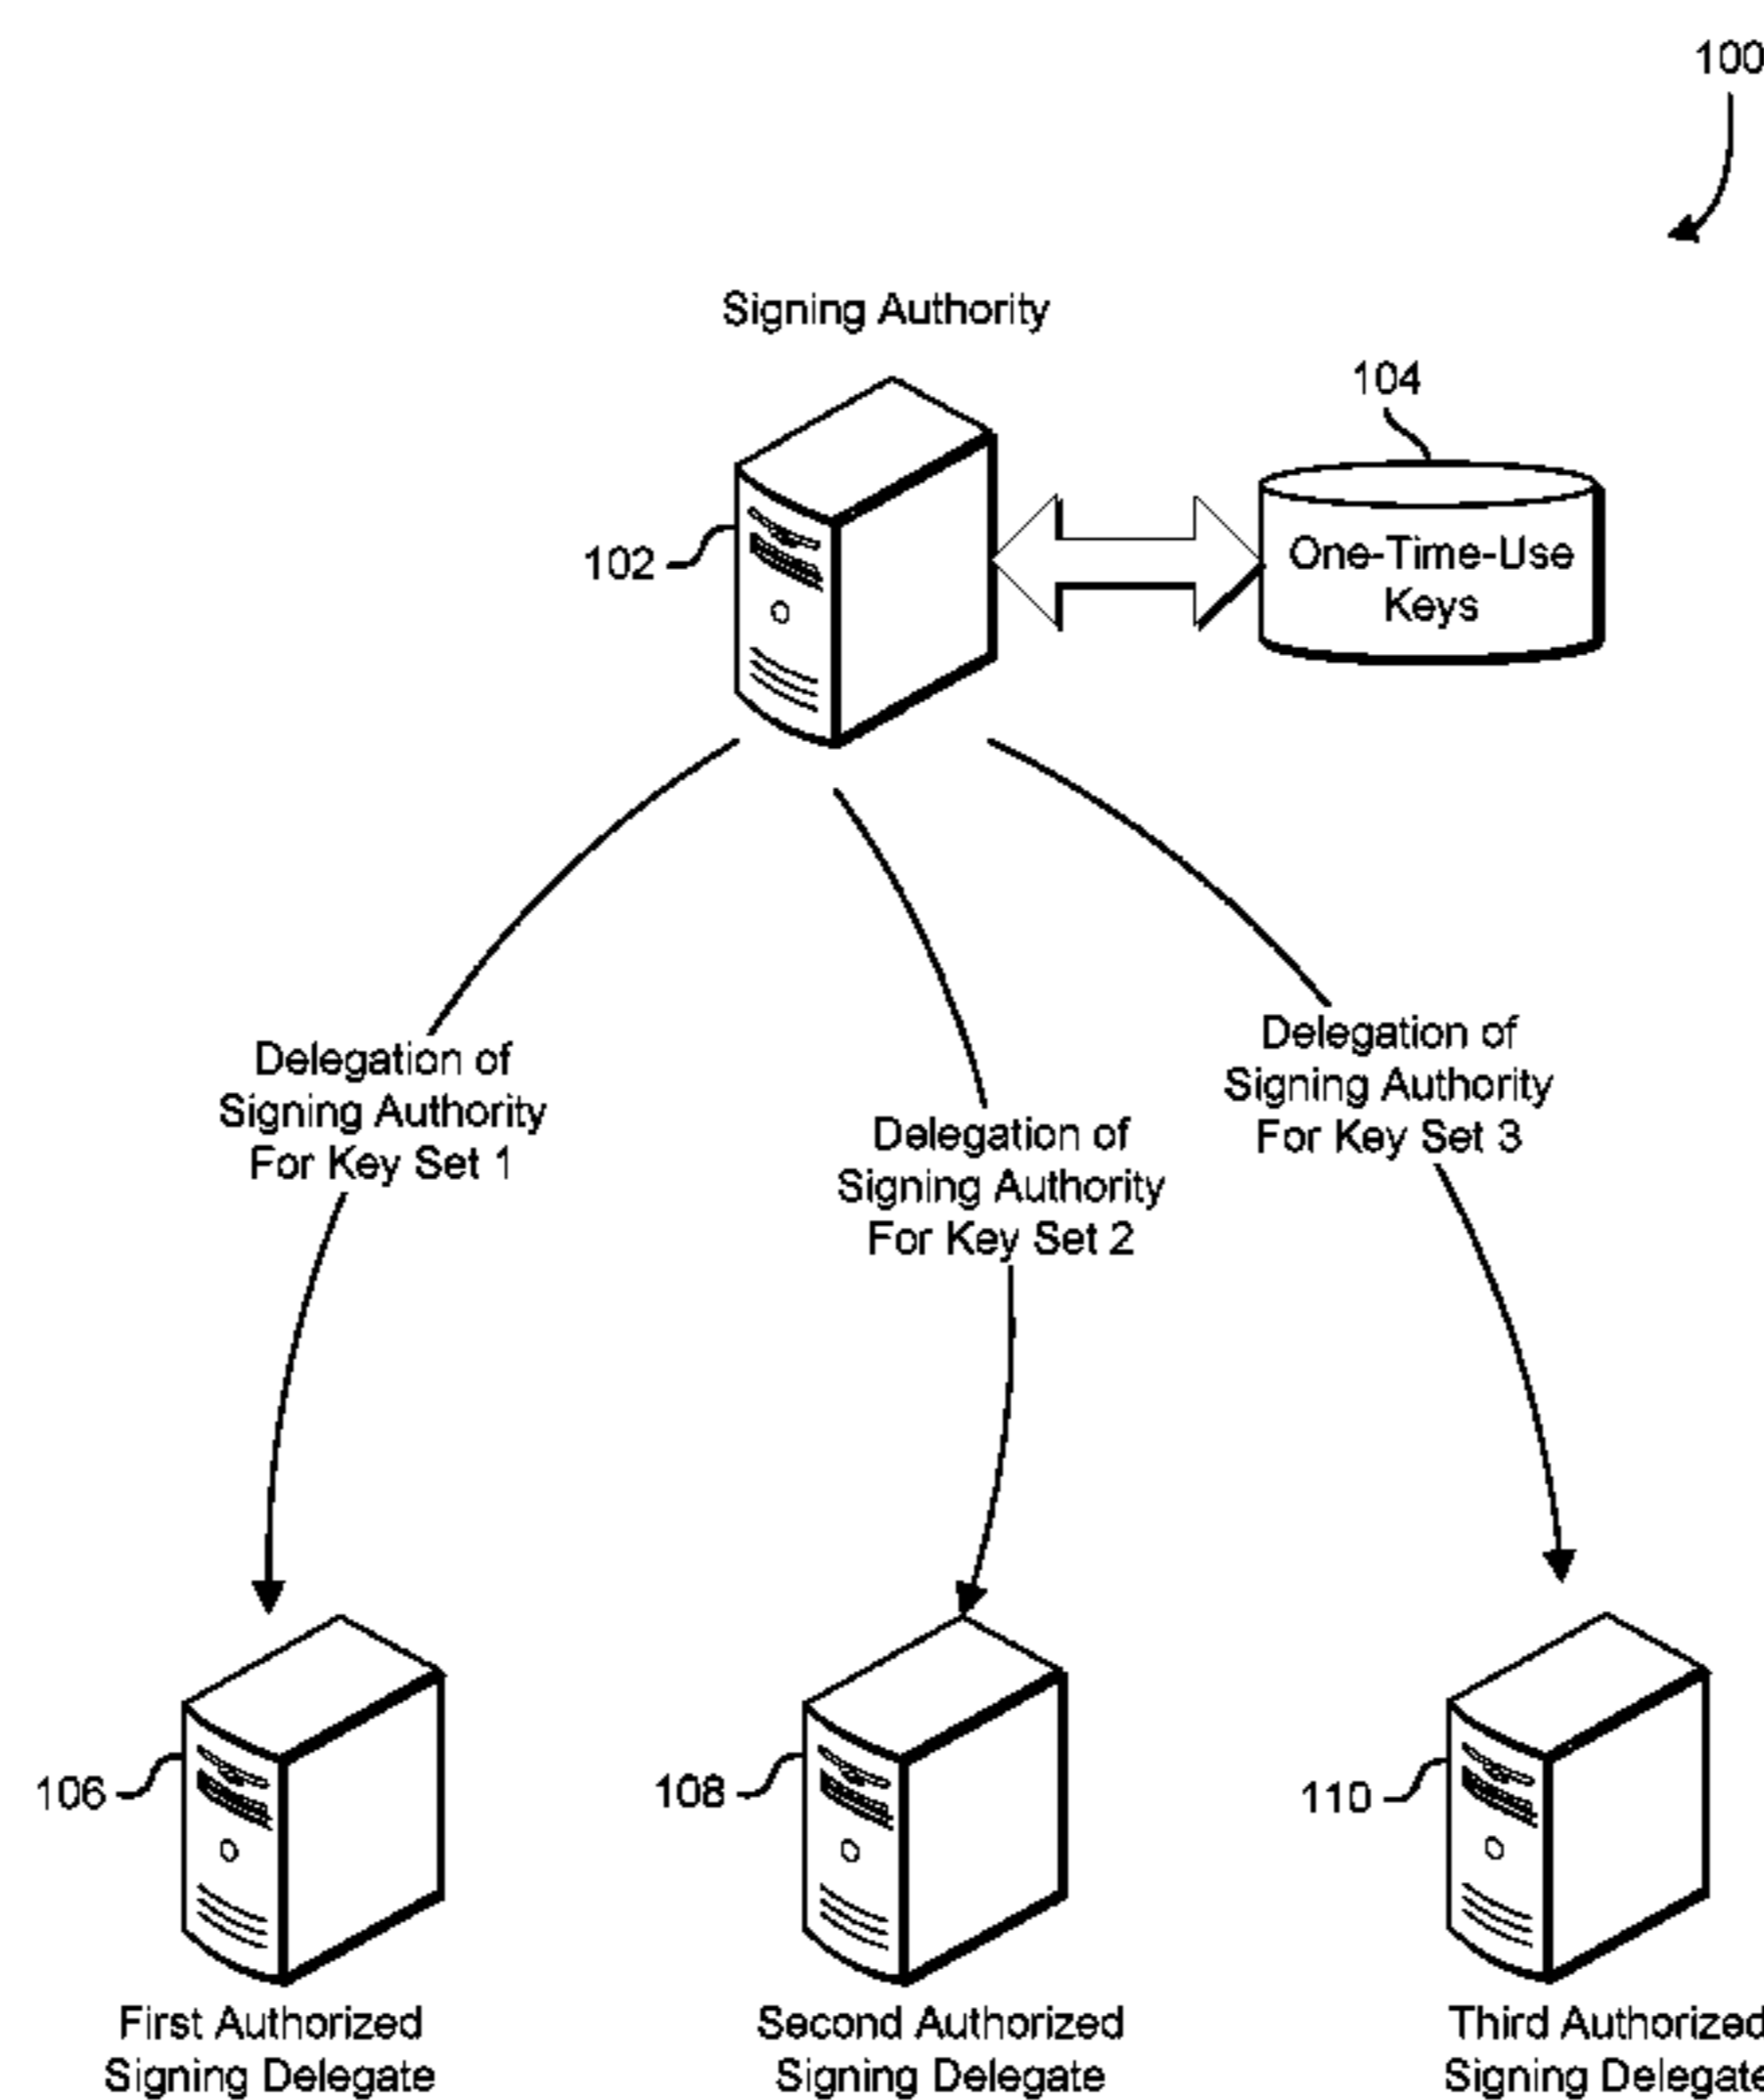 100
Signing Authority
104
102
One-Time-Use
Keys
Delegation of
Signing Authority
For Key Set 1
Delegation of
Signing Authority
For Key Set 2
Delegation of
Signing Authority
For Key Set 3
106
108
110
First Authorized
Signing Delegate
Second Authorized
Signing Delegate
Third Authorized
Signing Delegate